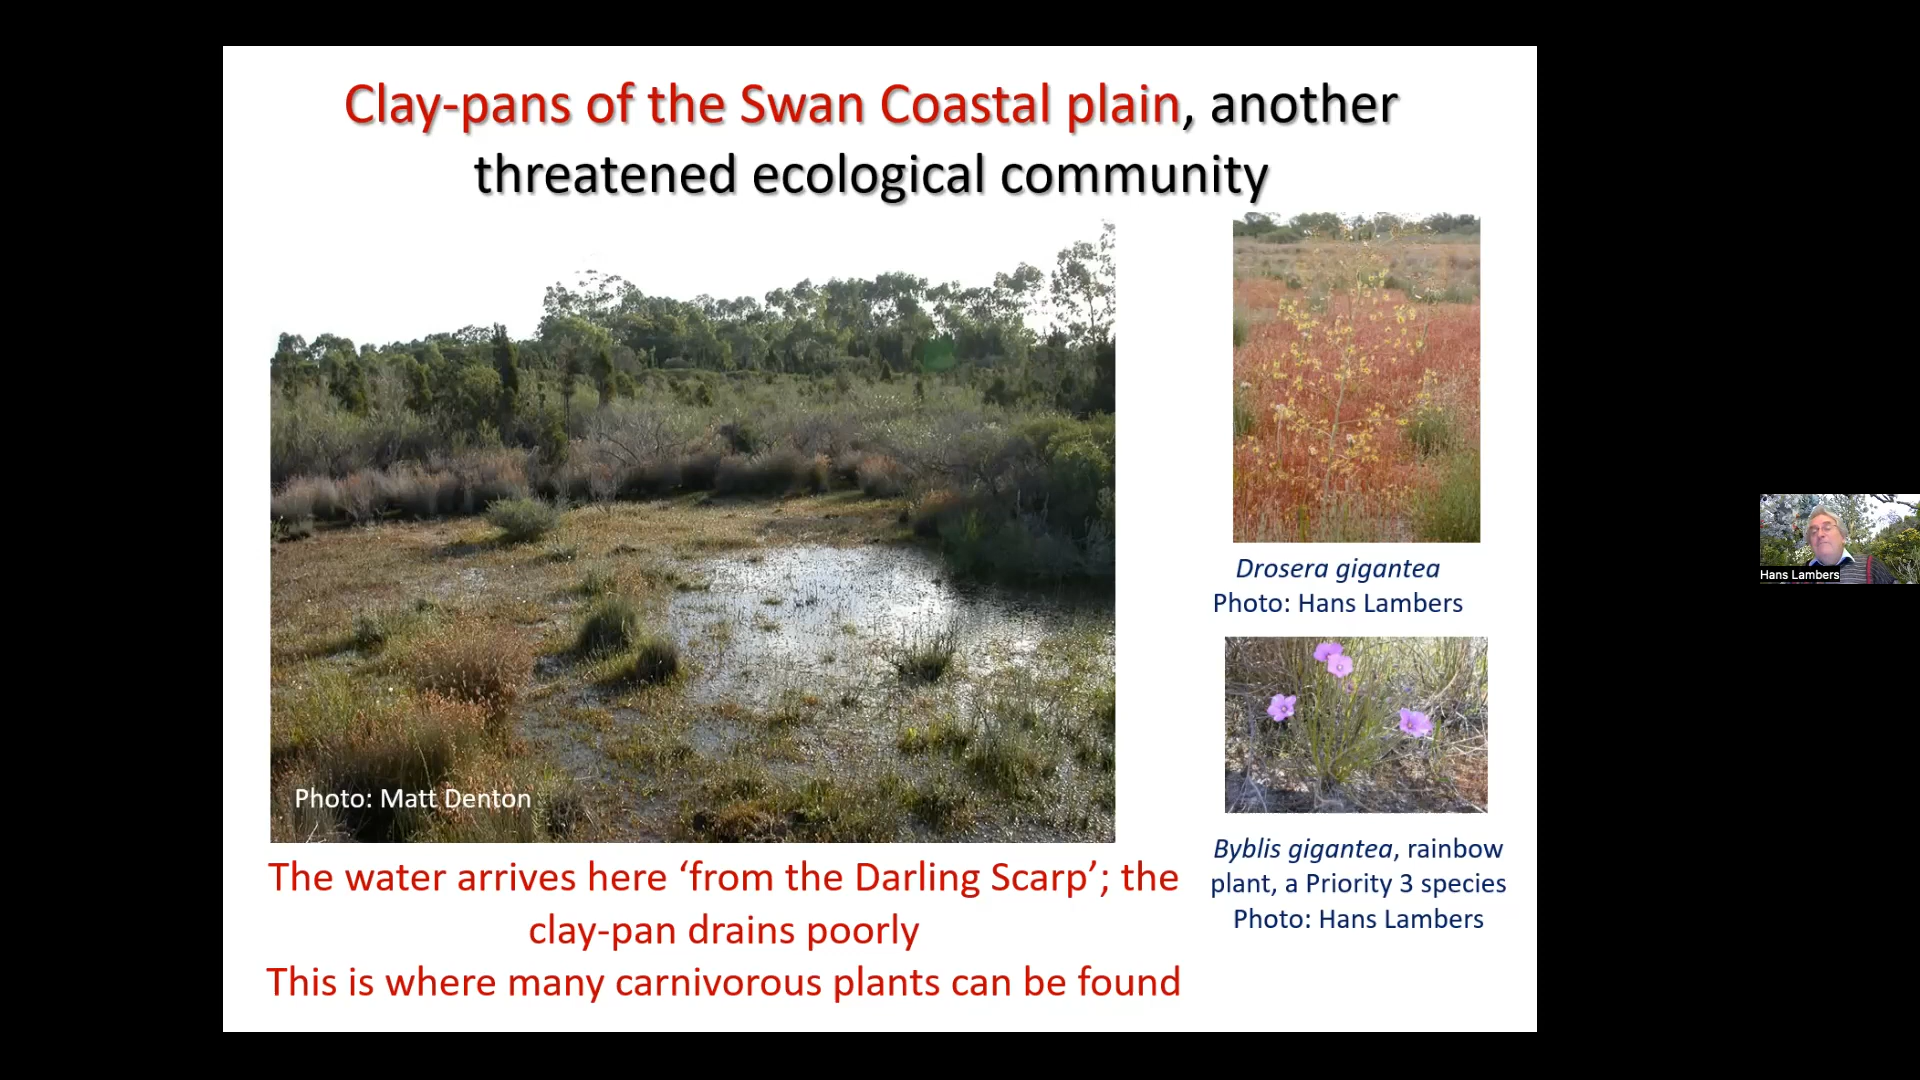 Clay-pans of the Swan Coastal plain, another
threatened ecological community
Photo: Matt Denton
The water arrives here ‘from the Darling Scarp’; the
clay-pan drains poorly
This is where many carnivorous plants can be found
Drosera gigantea
Photo: Hans Lambers
Byblis gigantea, rainbow
plant, a Priority 3 species
Photo: Hans Lambers
Hans Lambers